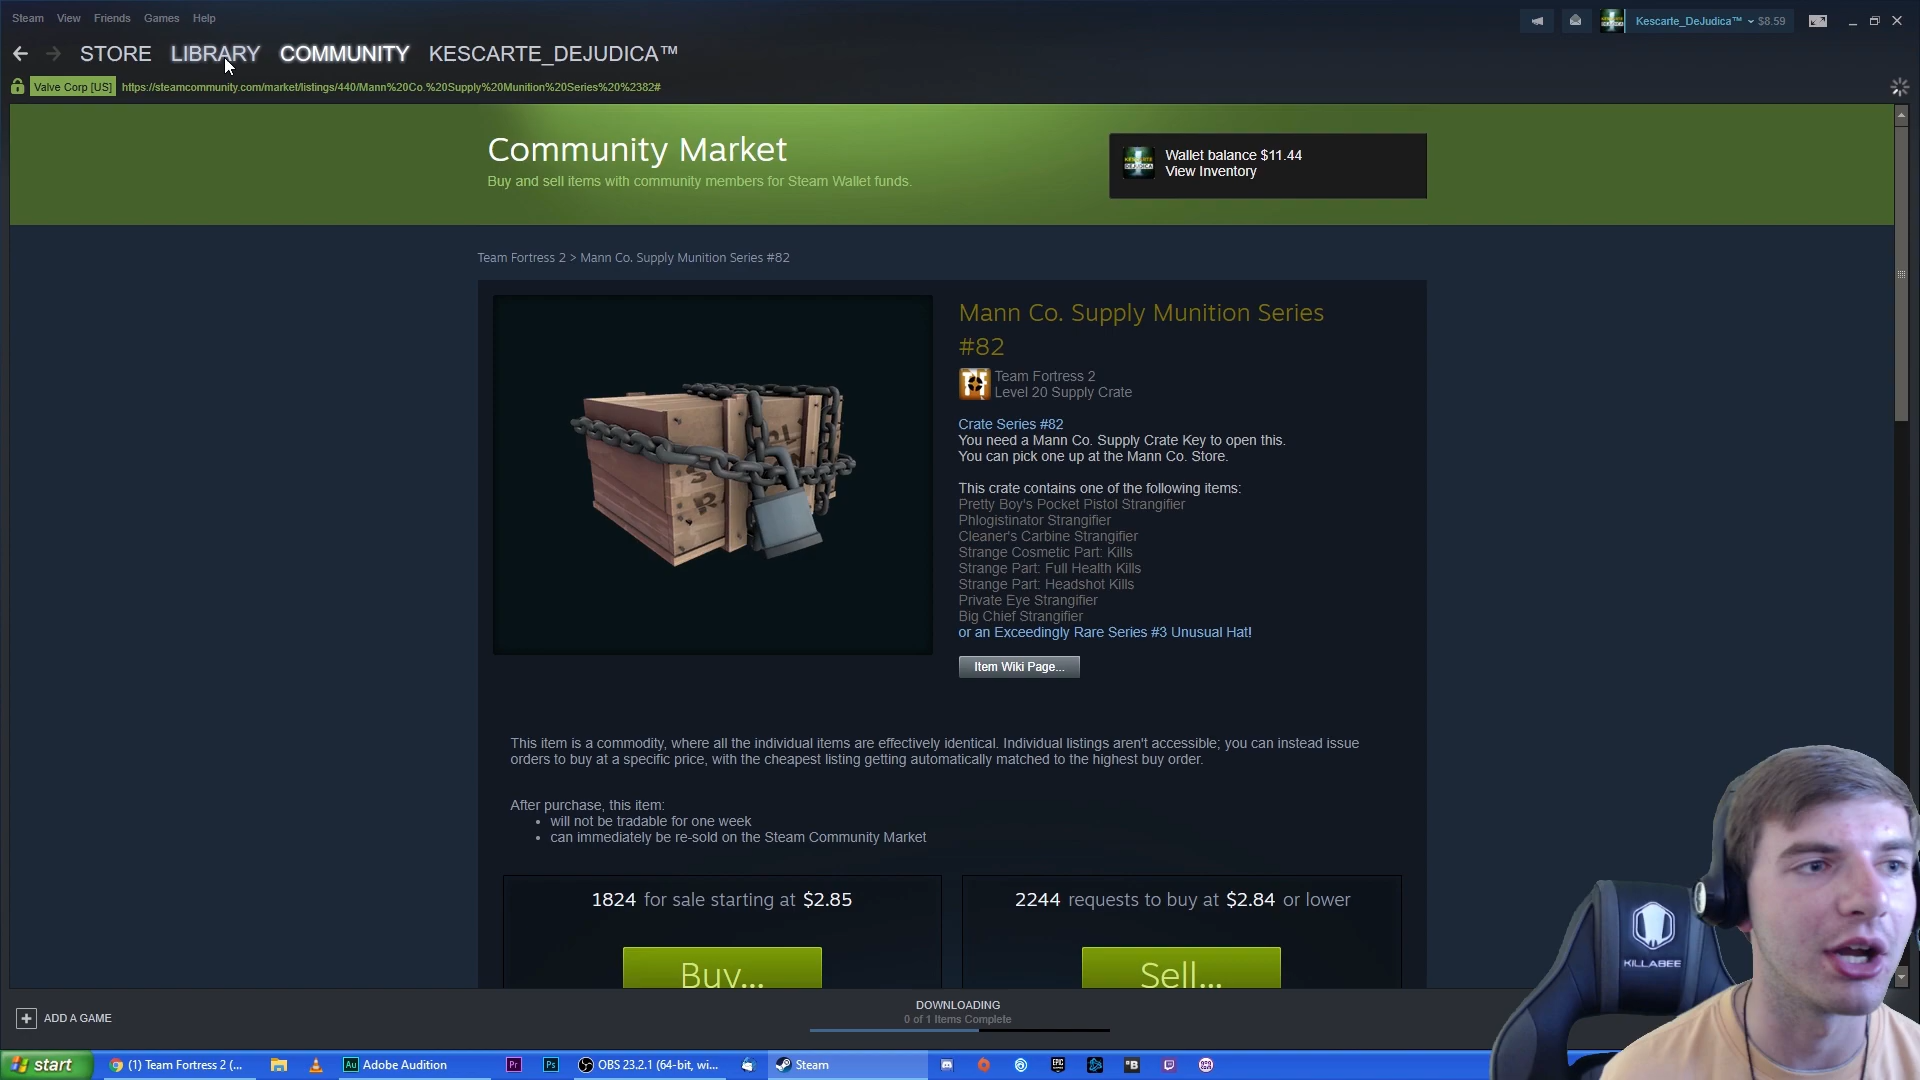 Steam View Friends Games Help
Kescarte_DeJudica™ $8.59
STORE LIBRARY COMMUNITY KESCARTE_DEJUDICA™
Valve Corp [US] https://steamcommunity.com/market/listings/440/Mann%20Co.%20Supply%20Munition%20Series%20%2382#
Community Market
Buy and sell items with community members for Steam Wallet funds.
Wallet balance $11.44
View Inventory
Team Fortress 2 > Mann Co. Supply Munition Series #82
Mann Co. Supply Munition Series
#82
Team Fortress 2
Level 20 Supply Crate
Crate Series #82
You need a Mann Co. Supply Crate Key to open this.
You can pick one up at the Mann Co. Store.
This crate contains one of the following items:
Pretty Boy's Pocket Pistol Strangifier
Phlogistinator Strangifier
Cleaner's Carbine Strangifier
Strange Cosmetic Part: Kills
Strange Part: Full Health Kills
Strange Part: Headshot Kills
Private Eye Strangifier
Big Chief Strangifier
or an Exceedingly Rare Series #3 Unusual Hat!
Item Wiki Page...
This item is a commodity, where all the individual items are effectively identical. Individual listings aren't accessible; you can instead issue
orders to buy at a specific price, with the cheapest listing getting automatically matched to the highest buy order.
After purchase, this item:
• will not be tradable for one week
• can immediately be re-sold on the Steam Community Market
1824 for sale starting at $2.85
2244 requests to buy at $2.84 or lower
Buy...
Sell...
KILLABEE
DOWNLOADING
0 of 1 Items Complete
ADD A GAME
start
(1) Team Fortress 2 (...
Au Adobe Audition
Pr
Ps
OBS 23.2.1 (64-bit, wi...
Steam
EPIC
B